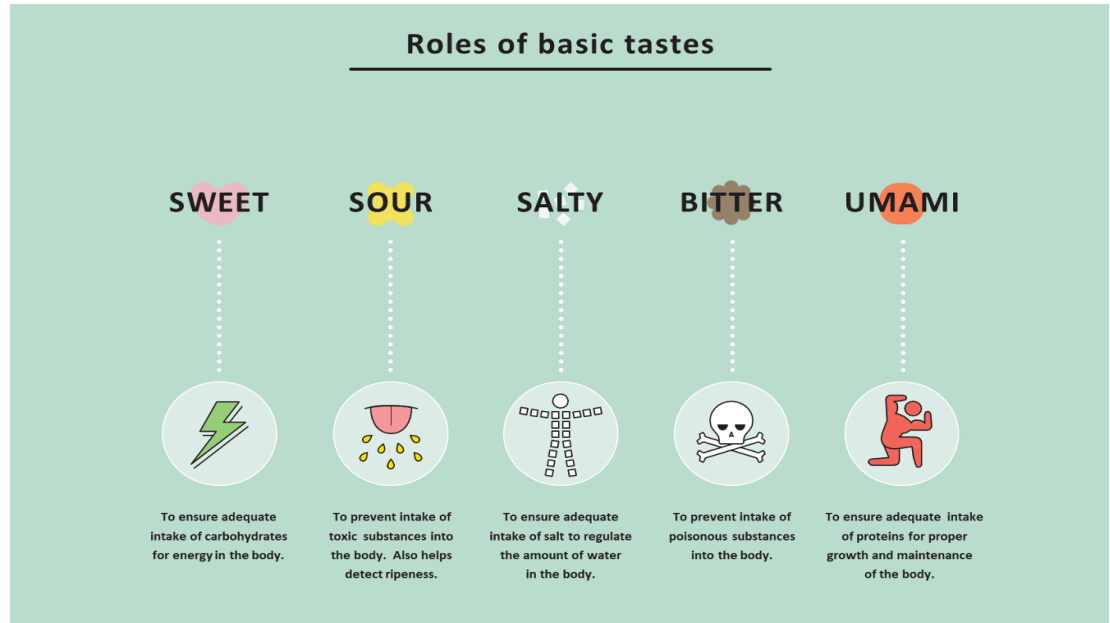 Roles of basic tastes
SWEET
SOUR
SALTY
BITTER
UMAMI
To ensure adequate
intake of carbohydrates
for energy in the body.
To prevent intake of
toxic substances into
the body. Also helps
detect ripeness.
To ensure adequate
intake of salt to regulate
the amount of water
in the body.
To prevent intake of
poisonous substances
into the body.
To ensure adequate intake
of proteins for proper
growth and maintenance
of the body.